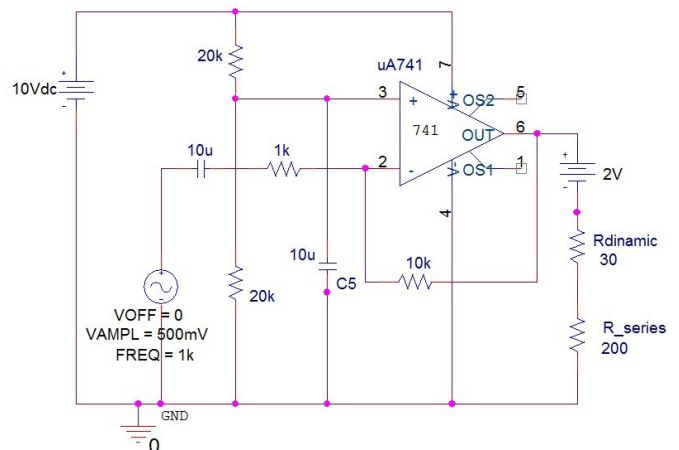 20k
uA741
7
10Vdc
3
+
V+
OS2
5
741
OUT
6
10u
1k
2
-
V-
OS1
1
2V
4
Rdinamic
30
10u
10k
C5
20k
VOFF = 0
VAMPL = 500mV
FREQ = 1k
R_series
200
GND
0